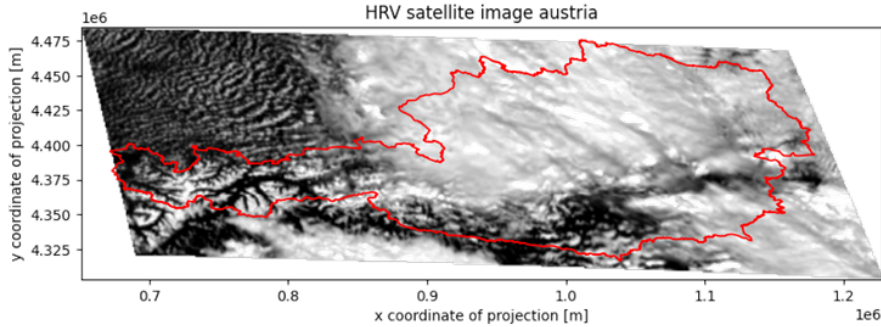 HRV satellite image austria
1e6
4.475
4.450
4.425
4.400
4.375
4.350
4.325
y coordinate of projection [m]
0.7 0.8 0.9 1.0 1.1 1.2
x coordinate of projection [m]
1e6